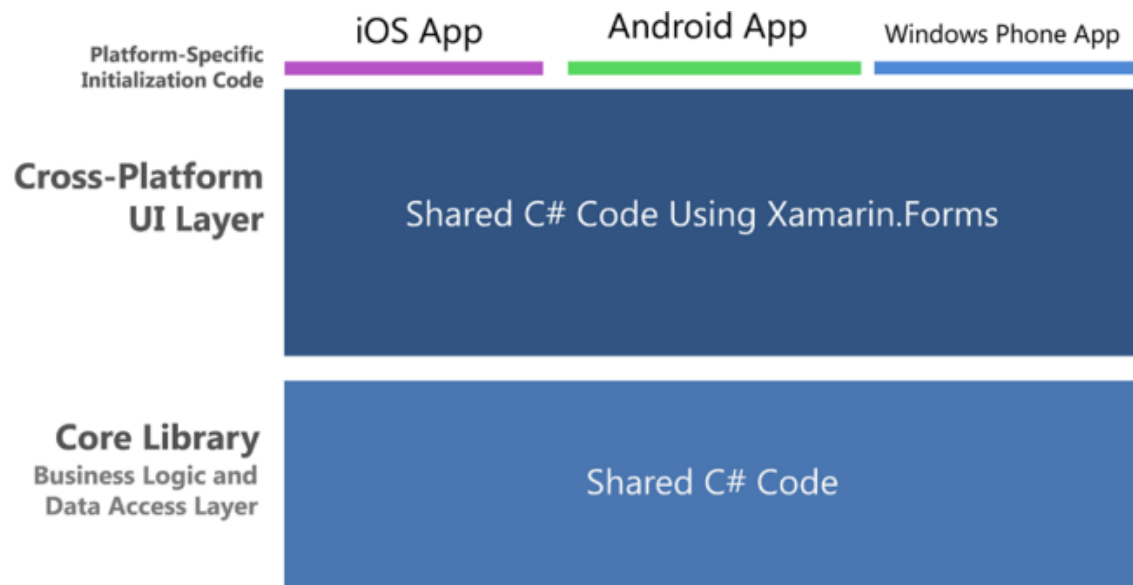 iOS App
Android App
Windows Phone App
Platform-Specific
Initialization Code
Cross-Platform
UI Layer
Shared C# Code Using Xamarin.Forms
Core Library
Business Logic and
Data Access Layer
Shared C# Code